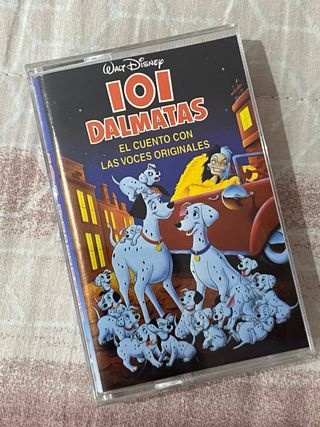 WALT DISNEY
101
DALMATAS
EL CUENTO CON
LAS VOCES ORIGINALES